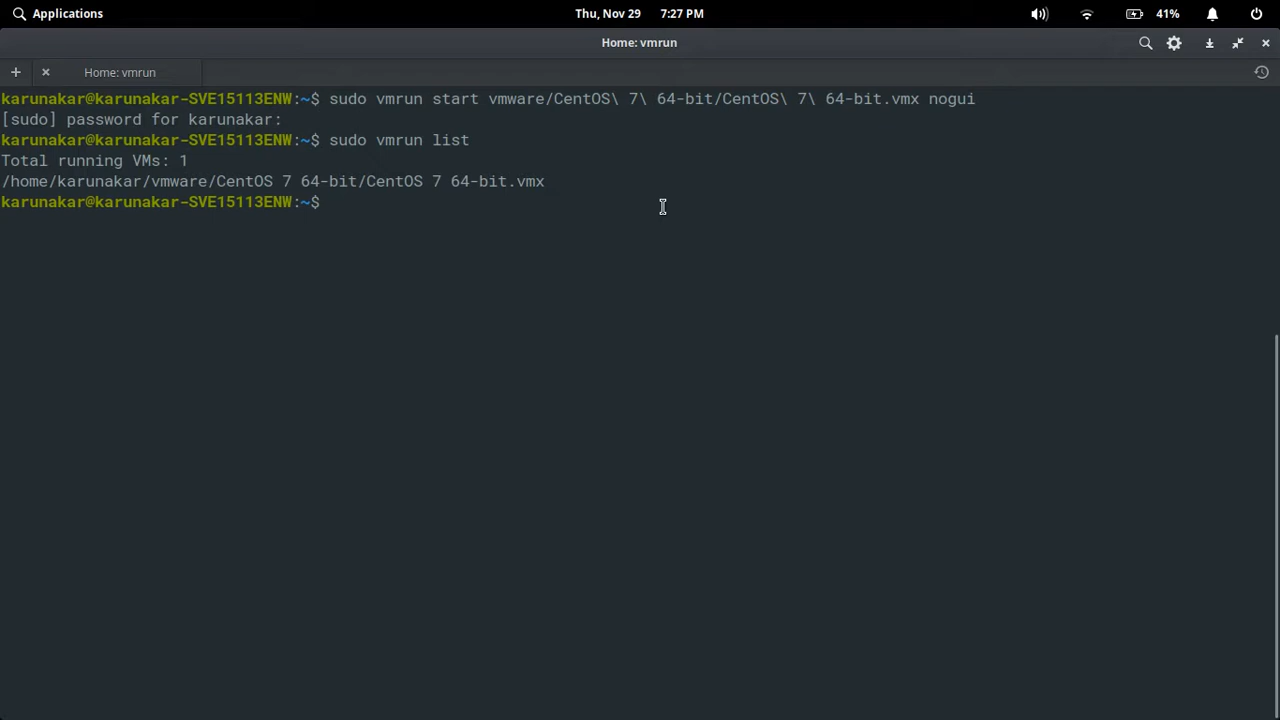 Applications
Thu, Nov 29 7:27 PM
41%
Home: vmrun
Home: vmrun
karunakar@karunakar-SVE15113ENW:~$ sudo vmrun start vmware/CentOS\ 7\ 64-bit/CentOS\ 7\ 64-bit.vmx nogui
[sudo] password for karunakar:
karunakar@karunakar-SVE15113ENW:~$ sudo vmrun list
Total running VMs: 1
/home/karunakar/vmware/CentOS 7 64-bit/CentOS 7 64-bit.vmx
karunakar@karunakar-SVE15113ENW:~$